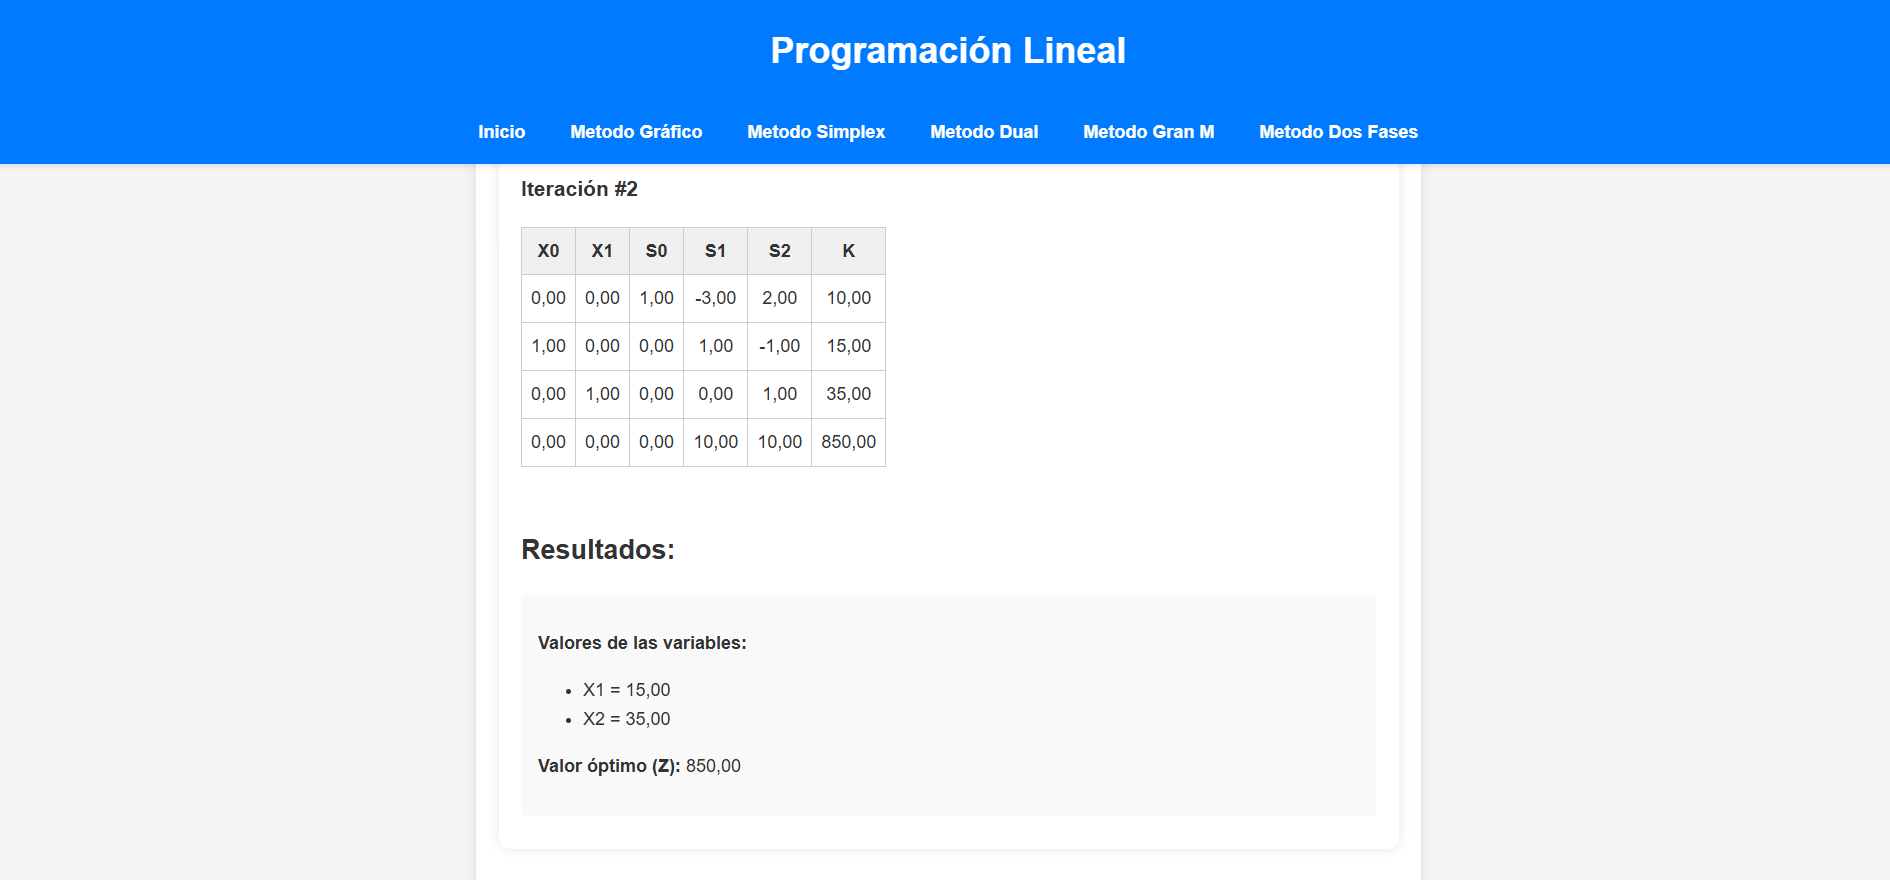 Programación Lineal
Inicio Metodo Gráfico Metodo Simplex Metodo Dual Metodo Gran M Metodo Dos Fases
Iteración #2
X0 X1 S0 S1 S2 K
0,00 0,00 1,00 -3,00 2,00 10,00
1,00 0,00 0,00 1,00 -1,00 15,00
0,00 1,00 0,00 0,00 1,00 35,00
0,00 0,00 0,00 10,00 10,00 850,00
Resultados:
Valores de las variables:
• X1 = 15,00
• X2 = 35,00
Valor óptimo (Z): 850,00